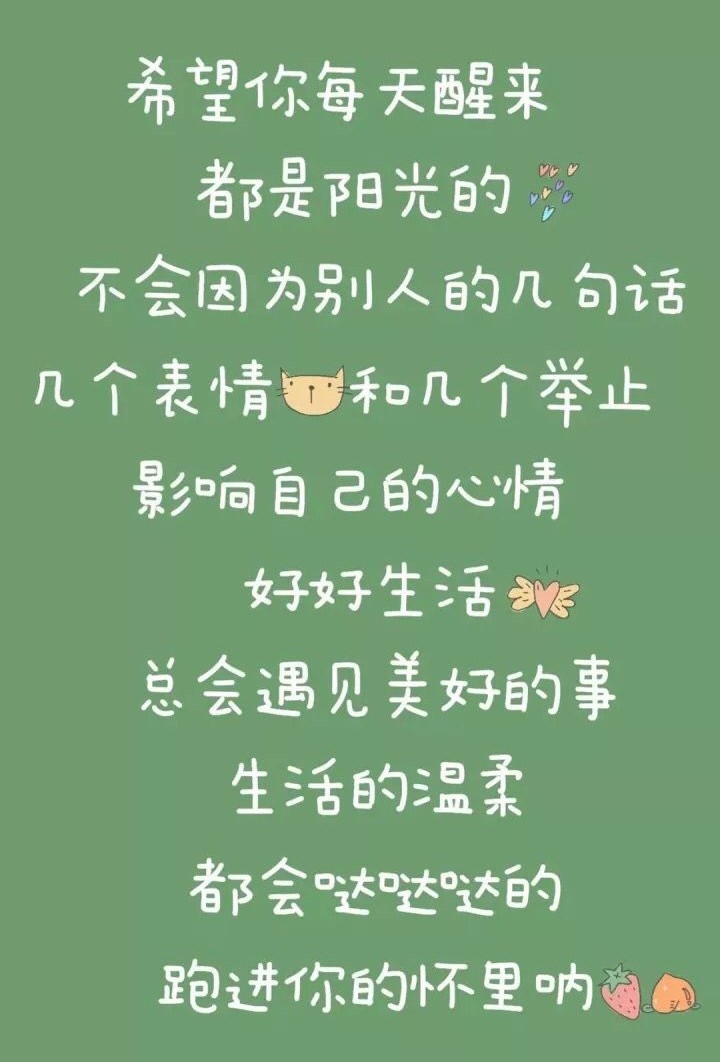 希望你每天醒来
都是阳光的
不会因为别人的几句话
几个表情和几个举止
影响自己的心情
好好生活
总会遇见美好的事
生活的温柔
都会哒哒哒的
跑进你的怀里呐